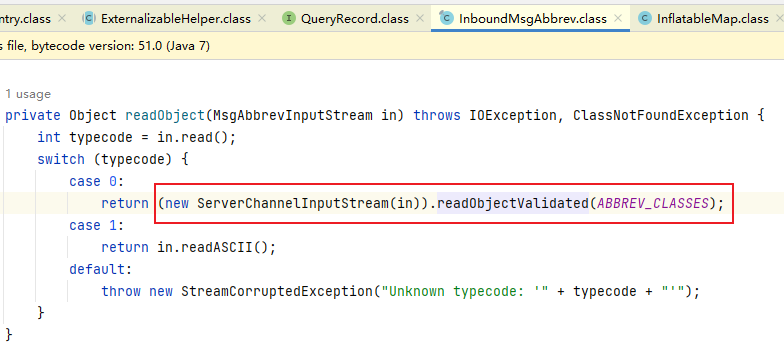 ntry.class × ExternalizableHelper.class × QueryRecord.class × InboundMsgAbbrev.class × InflatableMap.class
s file, bytecode version: 51.0 (Java 7)
1 usage
private Object readObject(MsgAbbrevInputStream in) throws IOException, ClassNotFoundException {
    int typecode = in.read();
    switch (typecode) {
        case 0:
            return (new ServerChannelInputStream(in)).readObjectValidated(ABBREV_CLASSES);
        case 1:
            return in.readASCII();
        default:
            throw new StreamCorruptedException("Unknown typecode: '" + typecode + "'");
    }
}